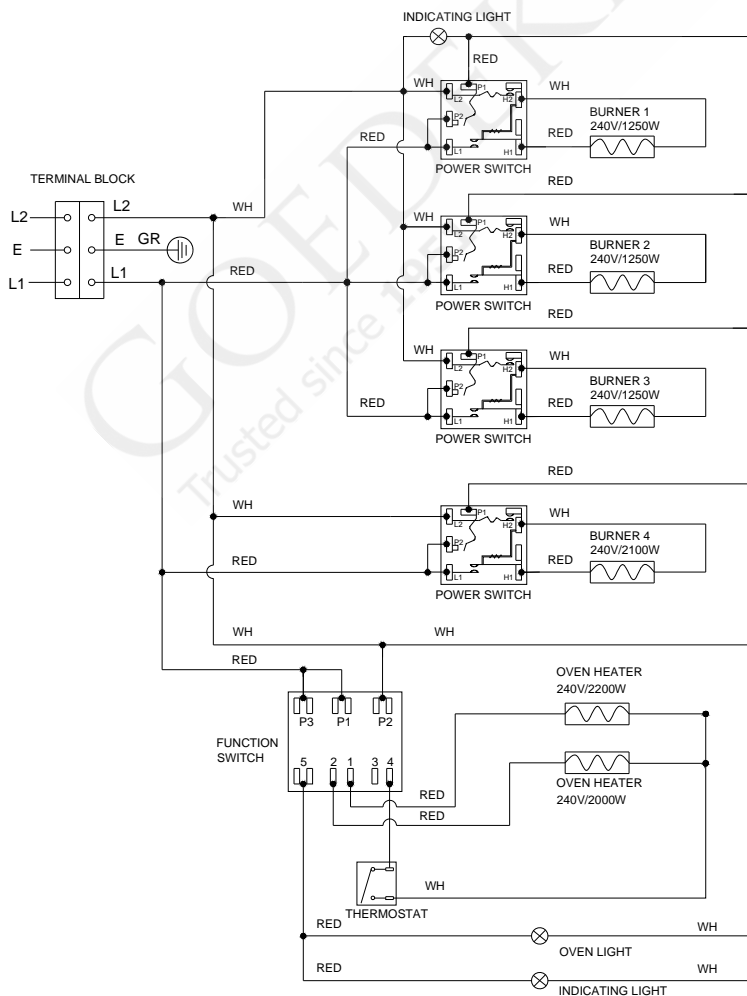 INDICATING LIGHT
RED
WH
P1
L2
H2
WH
P2
BURNER 1
240V/1250W
RED
RED
L1
H1
POWER SWITCH
TERMINAL BLOCK
RED
L2
L2
WH
WH
P1
L2
H2
WH
E
E
GR
P2
BURNER 2
240V/1250W
L1
L1
RED
RED
L1
H1
POWER SWITCH
RED
WH
P1
L2
H2
WH
P2
BURNER 3
240V/1250W
RED
RED
L1
H1
POWER SWITCH
RED
WH
P1
L2
H2
WH
P2
BURNER 4
240V/2100W
RED
RED
L1
H1
POWER SWITCH
WH
WH
RED
OVEN HEATER
240V/2200W
P3
P1
P2
FUNCTION
SWITCH
5
2
1
3
4
OVEN HEATER
240V/2000W
RED
RED
WH
THERMOSTAT
RED
WH
OVEN LIGHT
RED
WH
INDICATING LIGHT
Trusted since